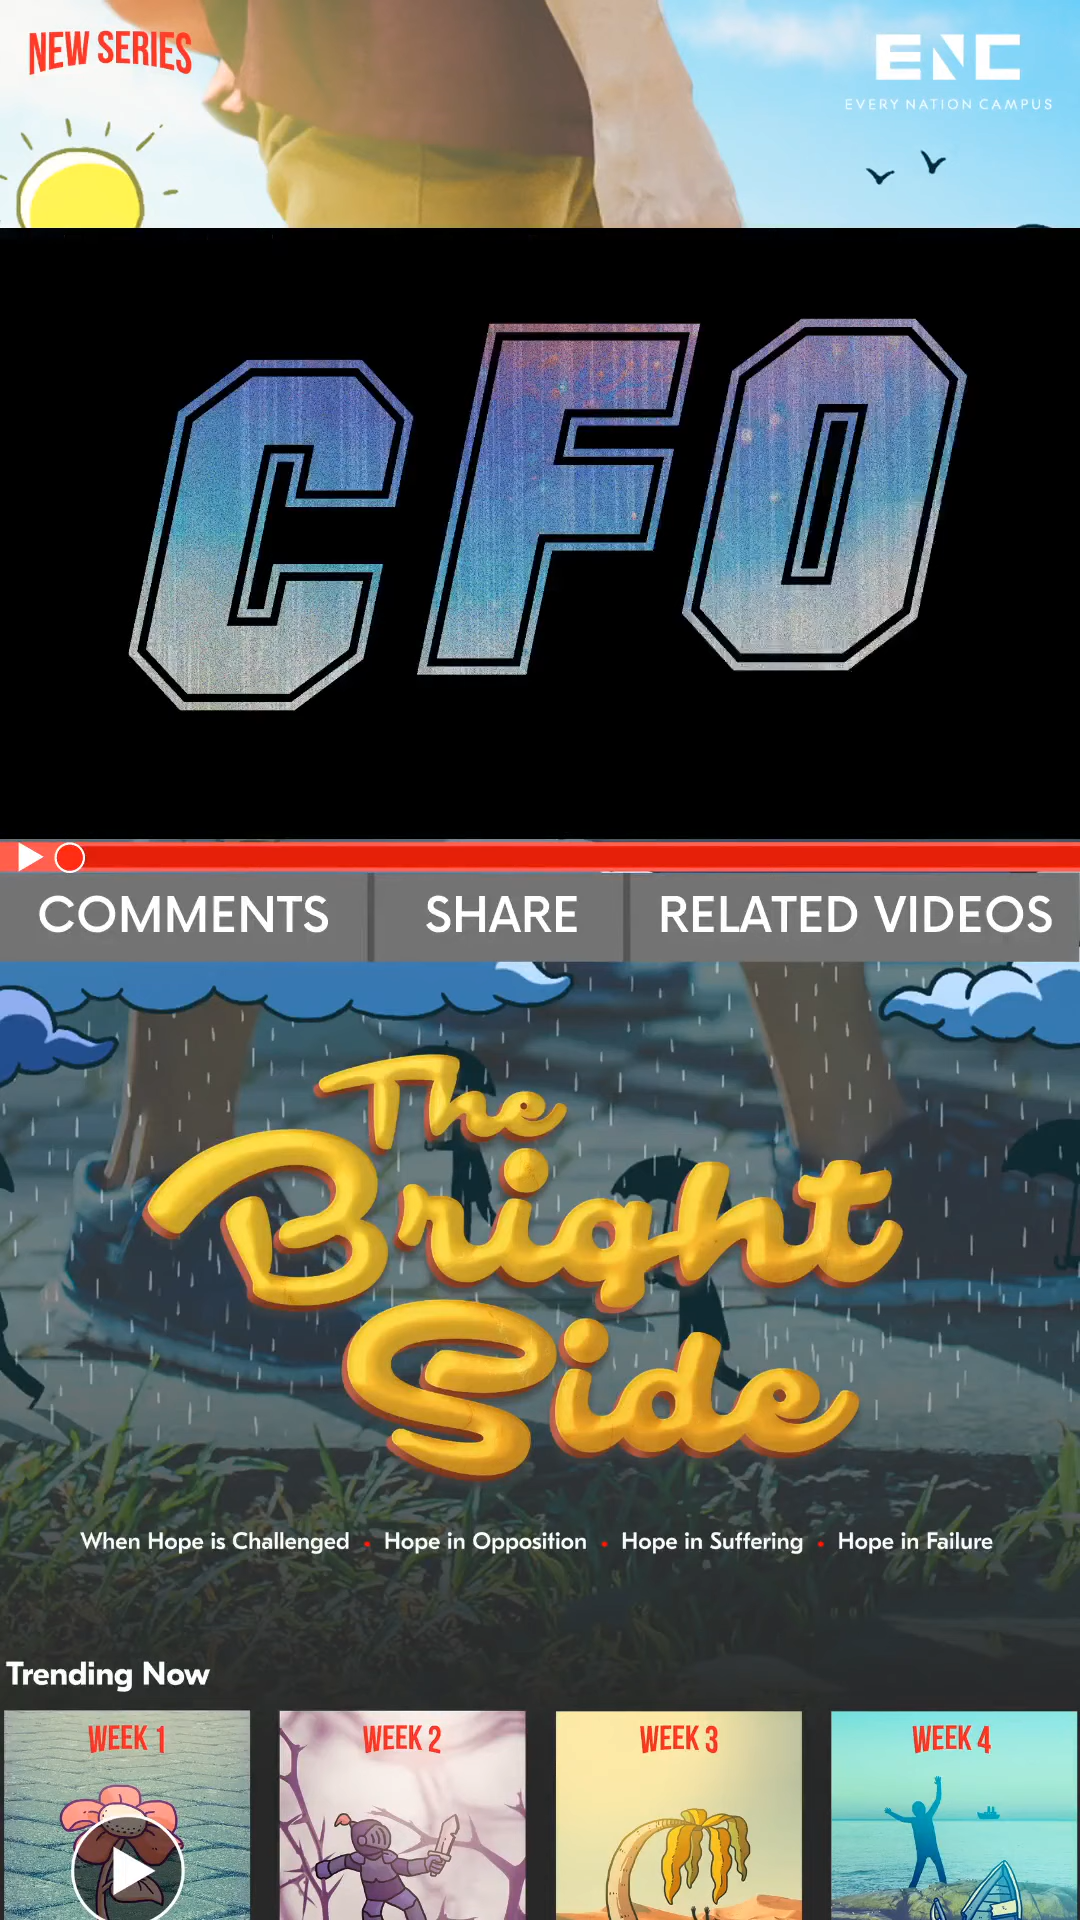 NEW SERIES
ENC
EVERY NATION CAMPUS
CFO
COMMENTS
SHARE
RELATED VIDEOS
The
Bright
Side
When Hope is Challenged • Hope in Opposition • Hope in Suffering • Hope in Failure
Trending Now
WEEK 1
WEEK 2
WEEK 3
WEEK 4